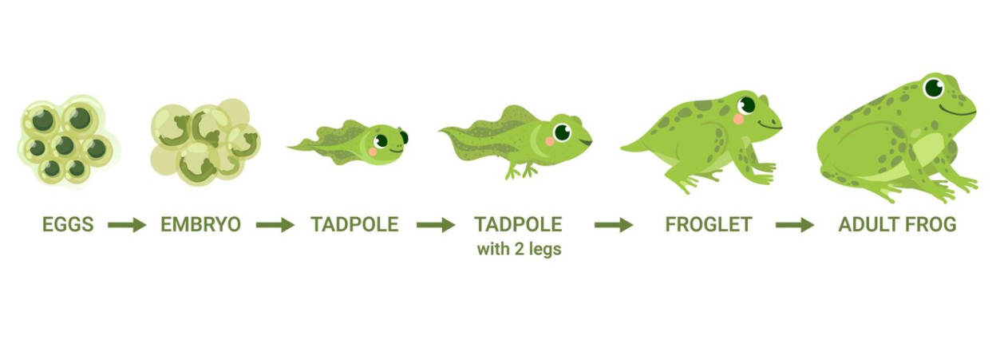 EGGS
EMBRYO
TADPOLE
TADPOLE
with 2 legs
FROGLET
ADULT FROG